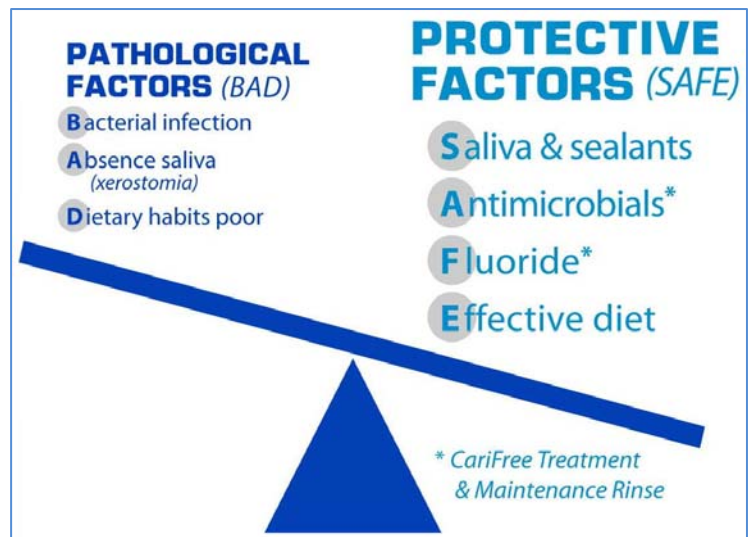 PATHOLOGICAL
FACTORS (BAD)
Bacterial infection
Absence saliva
(xerostomia)
Dietary habits poor
PROTECTIVE
FACTORS (SAFE)
Saliva & sealants
Antimicrobials*
Fluoride*
Effective diet
* CariFree Treatment
& Maintenance Rinse